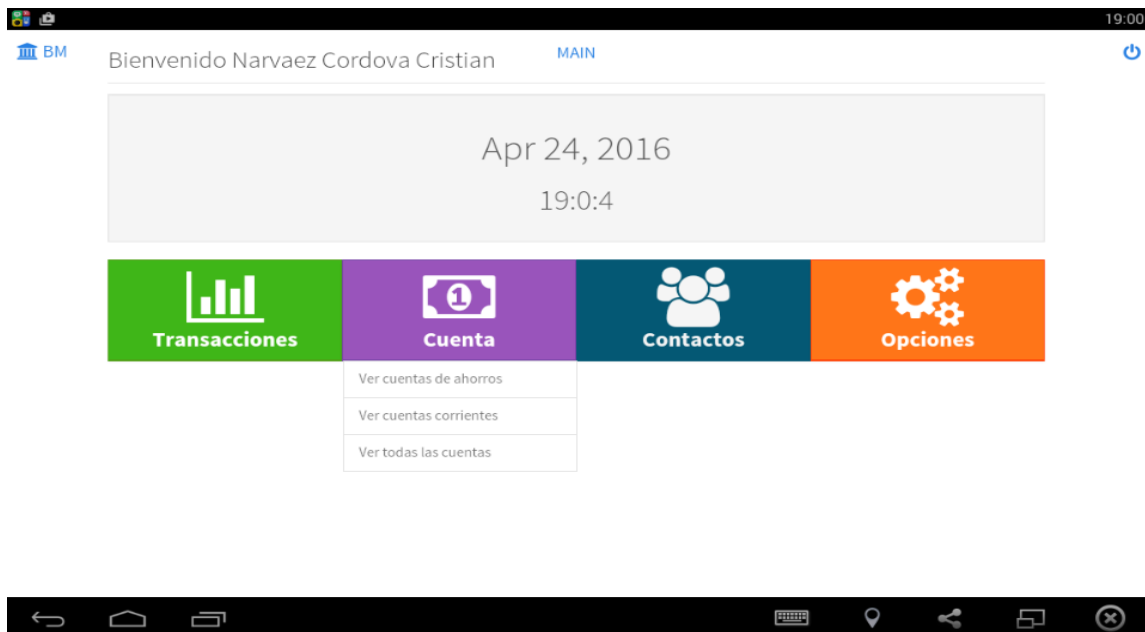 19:00
BM
Bienvenido Narvaez Cordova Cristian
MAIN
Apr 24, 2016
19:0:4
1
Transacciones
Cuenta
Contactos
Opciones
Ver cuentas de ahorros
Ver cuentas corrientes
Ver todas las cuentas